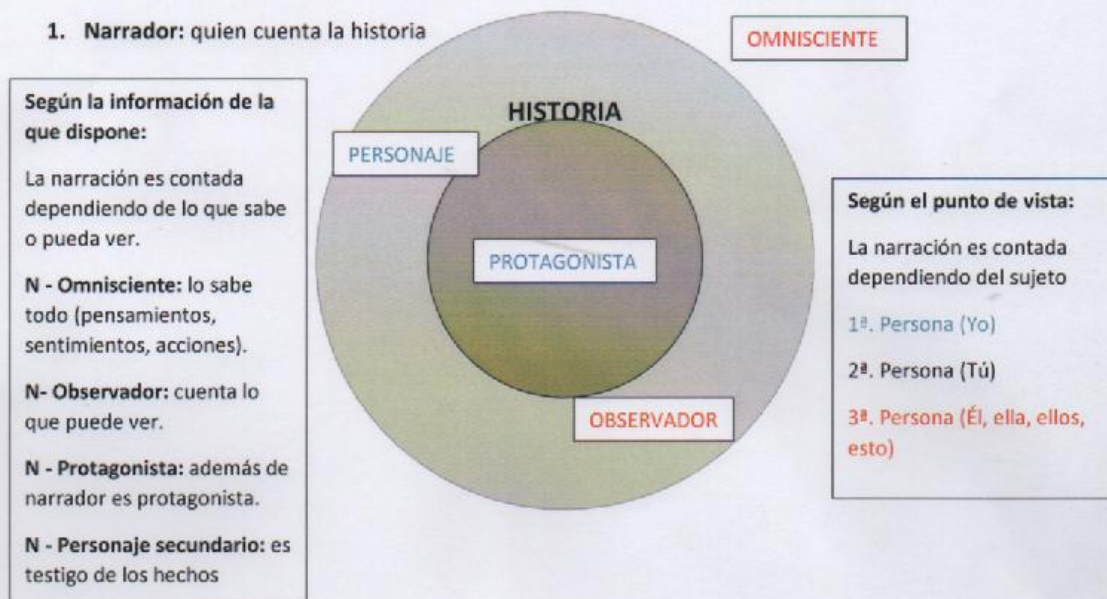 1. Narrador: quien cuenta la historia
OMNISCIENTE
Según la información de la
que dispone:
La narración es contada
dependiendo de lo que sabe
o pueda ver.
N - Omnisciente: lo sabe
todo (pensamientos,
sentimientos, acciones).
N- Observador: cuenta lo
que puede ver.
N - Protagonista: además de
narrador es protagonista.
N - Personaje secundario: es
testigo de los hechos
HISTORIA
PERSONAJE
PROTAGONISTA
OBSERVADOR
Según el punto de vista:
La narración es contada
dependiendo del sujeto
1ª. Persona (Yo)
2ª. Persona (Tú)
3ª. Persona (Él, ella, ellos,
esto)